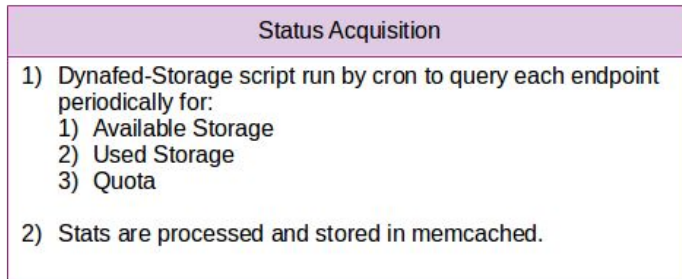 Status Acquisition
1) Dynafed-Storage script run by cron to query each endpoint
periodically for:
1) Available Storage
2) Used Storage
3) Quota
2) Stats are processed and stored in memcached.